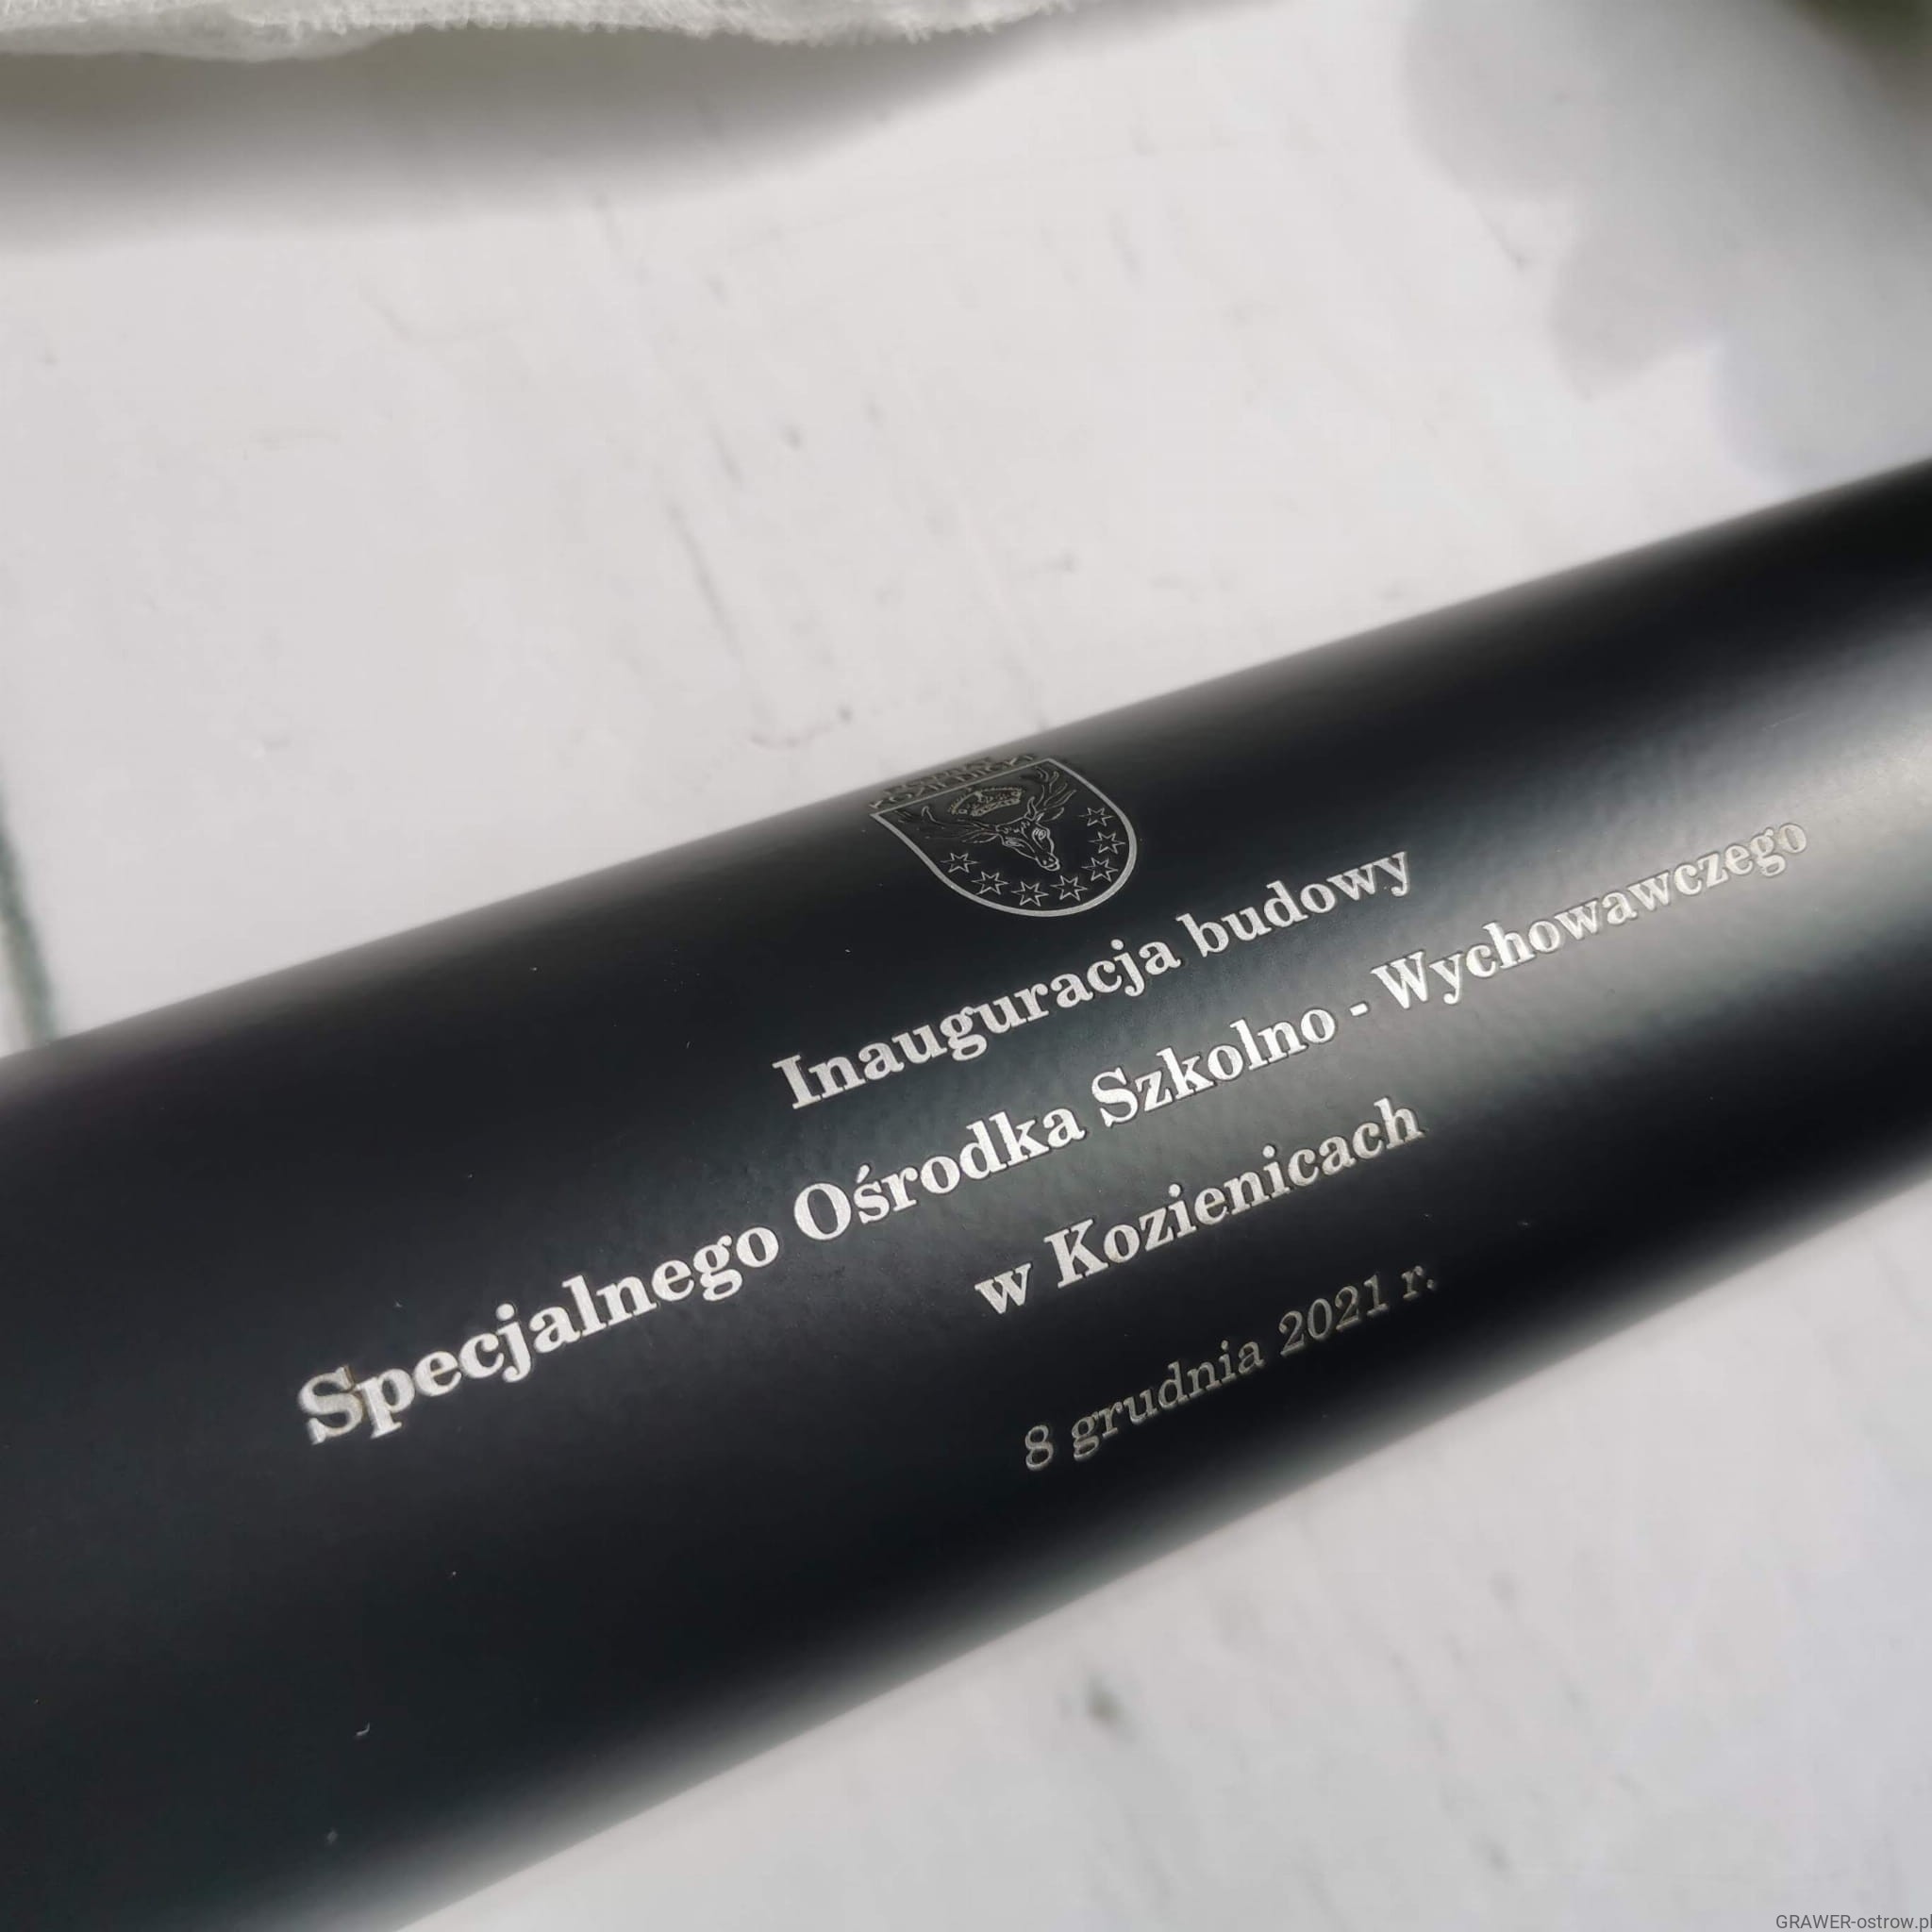 Inauguracja budowy
Specjalnego Ośrodka Szkolno - Wychowawczego
w Kozienicach
8 grudnia 2021 r.
GRAWER-ostrow.pl